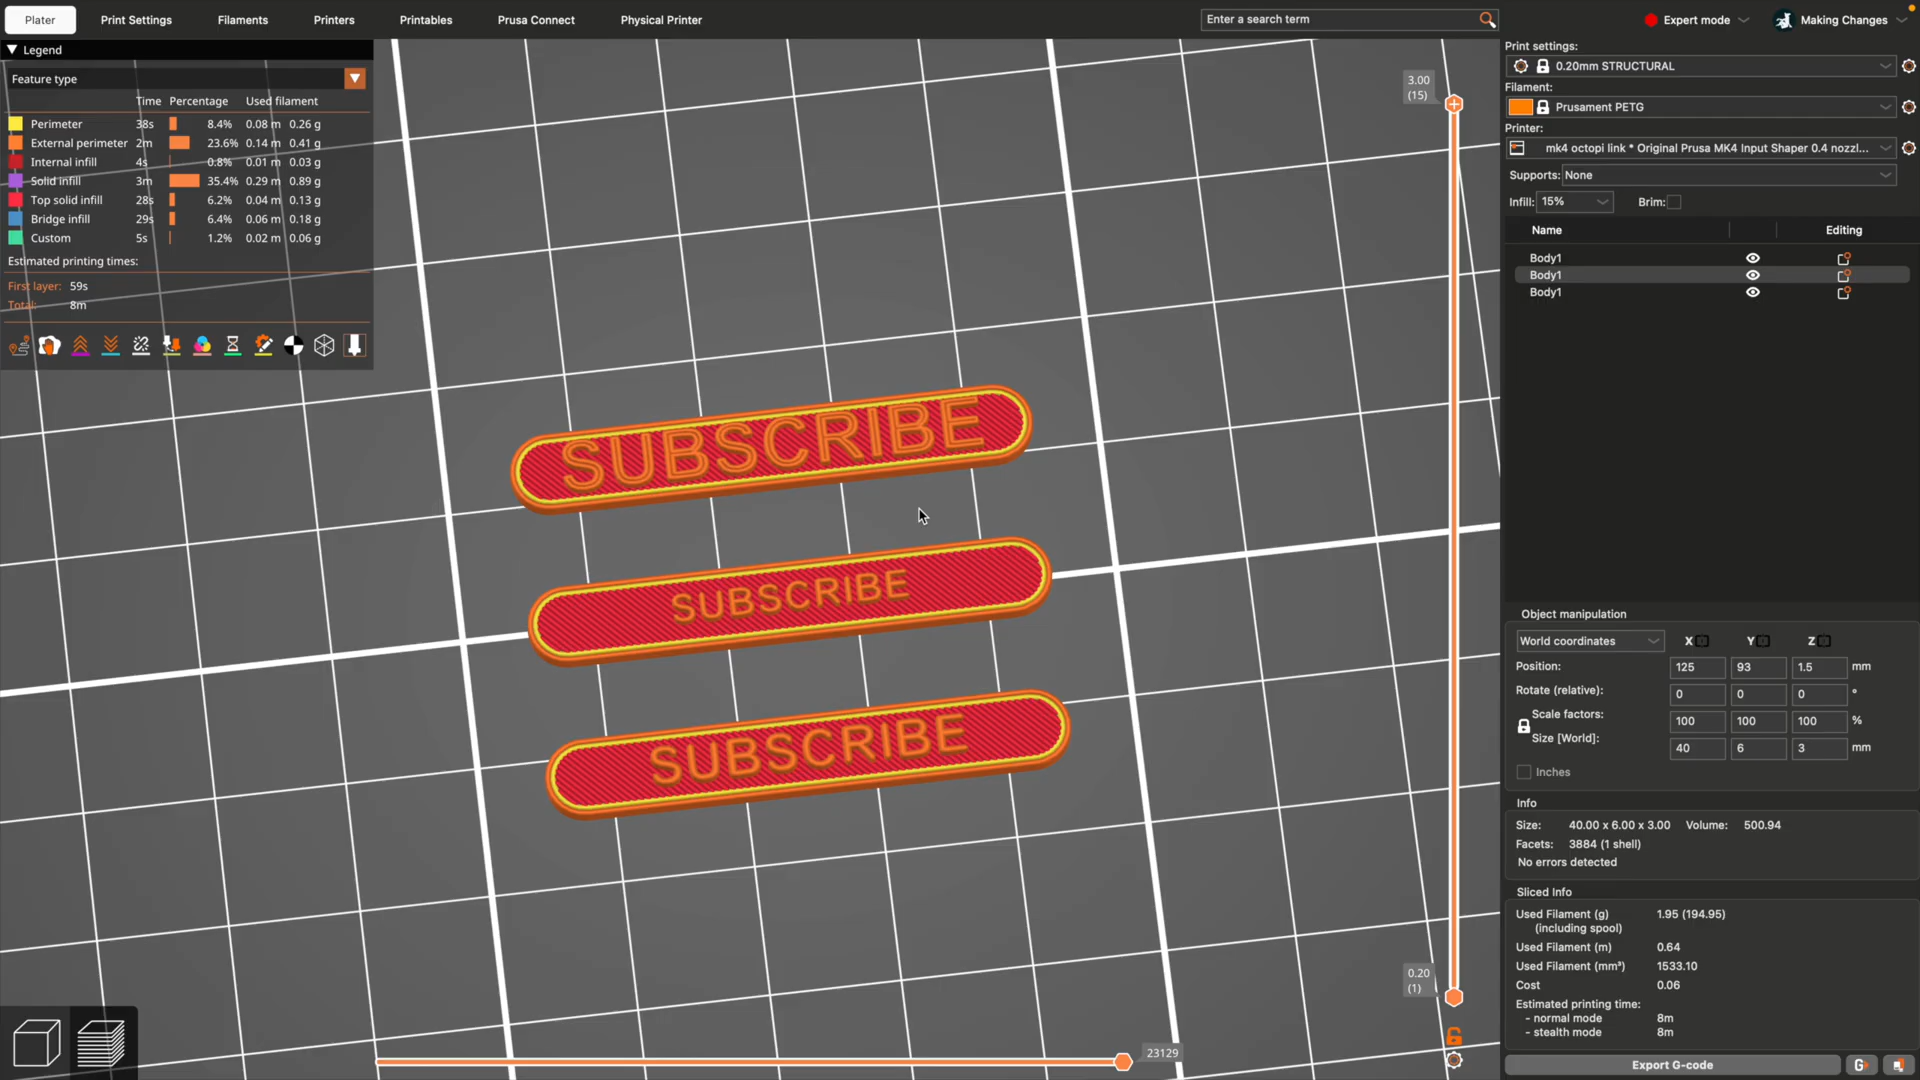 Plater Print Settings Filaments Printers Printables Prusa Connect Physical Printer Enter a search term Expert mode Making Changes
Legend
Feature type
Time Percentage Used filament
Perimeter 38s 8.4% 0.08 m 0.26 g
External perimeter 2m 23.6% 0.14 m 0.41 g
Internal infill 4s 0.8% 0.01 m 0.03 g
Solid infill 3m 35.4% 0.29 m 0.89 g
Top solid infill 28s 6.2% 0.04 m 0.13 g
Bridge infill 29s 6.4% 0.06 m 0.18 g
Custom 5s 1.2% 0.02 m 0.06 g
Estimated printing times:
First layer: 59s
Total: 8m
SUBSCRIBE
SUBSCRIBE
SUBSCRIBE
3.00
(15)
0.20
(1)
23129
Print settings:
0.20mm STRUCTURAL
Filament:
Prusament PETG
Printer:
mk4 octopi link * Original Prusa MK4 Input Shaper 0.4 nozzl...
Supports: None
Infill: 15% Brim:
Name Editing
Body1
Body1
Body1
Object manipulation
World coordinates X Y Z
Position: 125 93 1.5 mm
Rotate (relative): 0 0 0 °
Scale factors: 100 100 100 %
Size [World]: 40 6 3 mm
Inches
Info
Size: 40.00 x 6.00 x 3.00 Volume: 500.94
Facets: 3884 (1 shell)
No errors detected
Sliced Info
Used Filament (g) 1.95 (194.95)
(including spool)
Used Filament (m) 0.64
Used Filament (mm³) 1533.10
Cost 0.06
Estimated printing time:
- normal mode 8m
- stealth mode 8m
Export G-code G